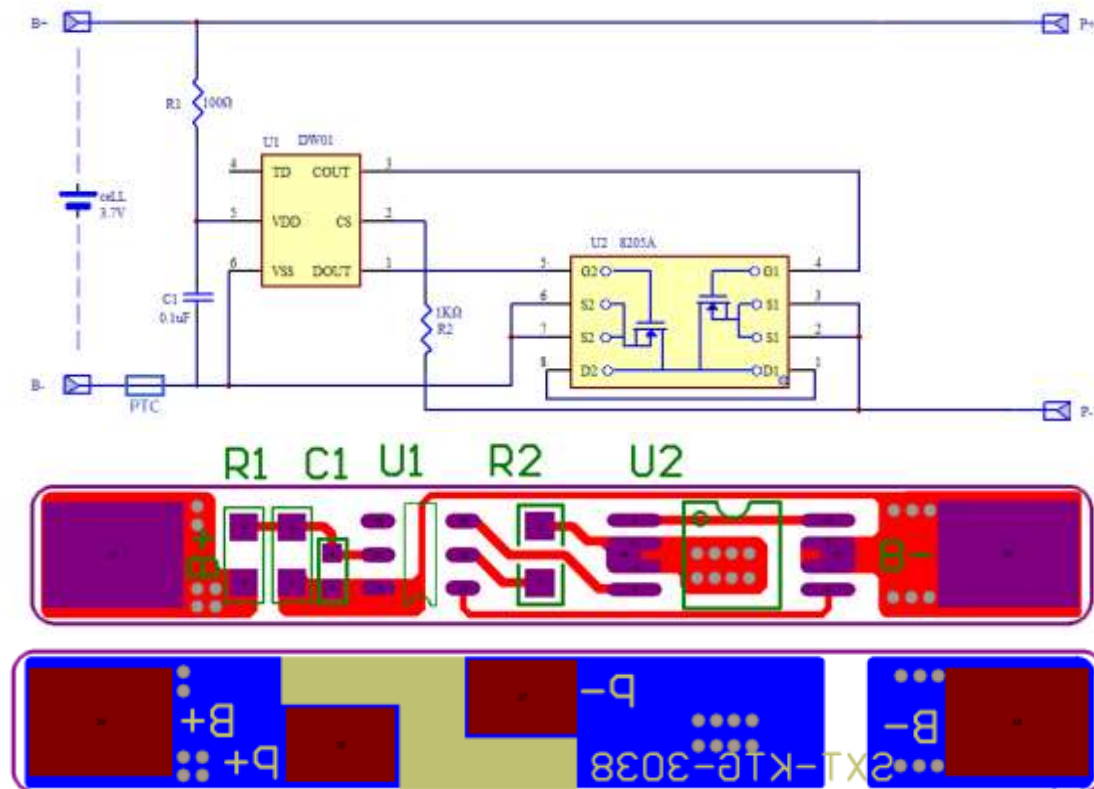 B+
P+
R1
100Ω
U1 DW01
4 TD COUT 3
ceLL
3.7V
5 VDD CS 2
U2 8205A
6 VSS DOUT 1
5 G2 G1 4
C1
0.1uF
1KΩ
R2
6 S2 S1 3
7 S2 S1 2
8 D2 D1 1
B-
PTC
P-
R1 C1 U1 R2 U2
B+
B-
B+
P+
P-
B-
SXT-KTG-3038